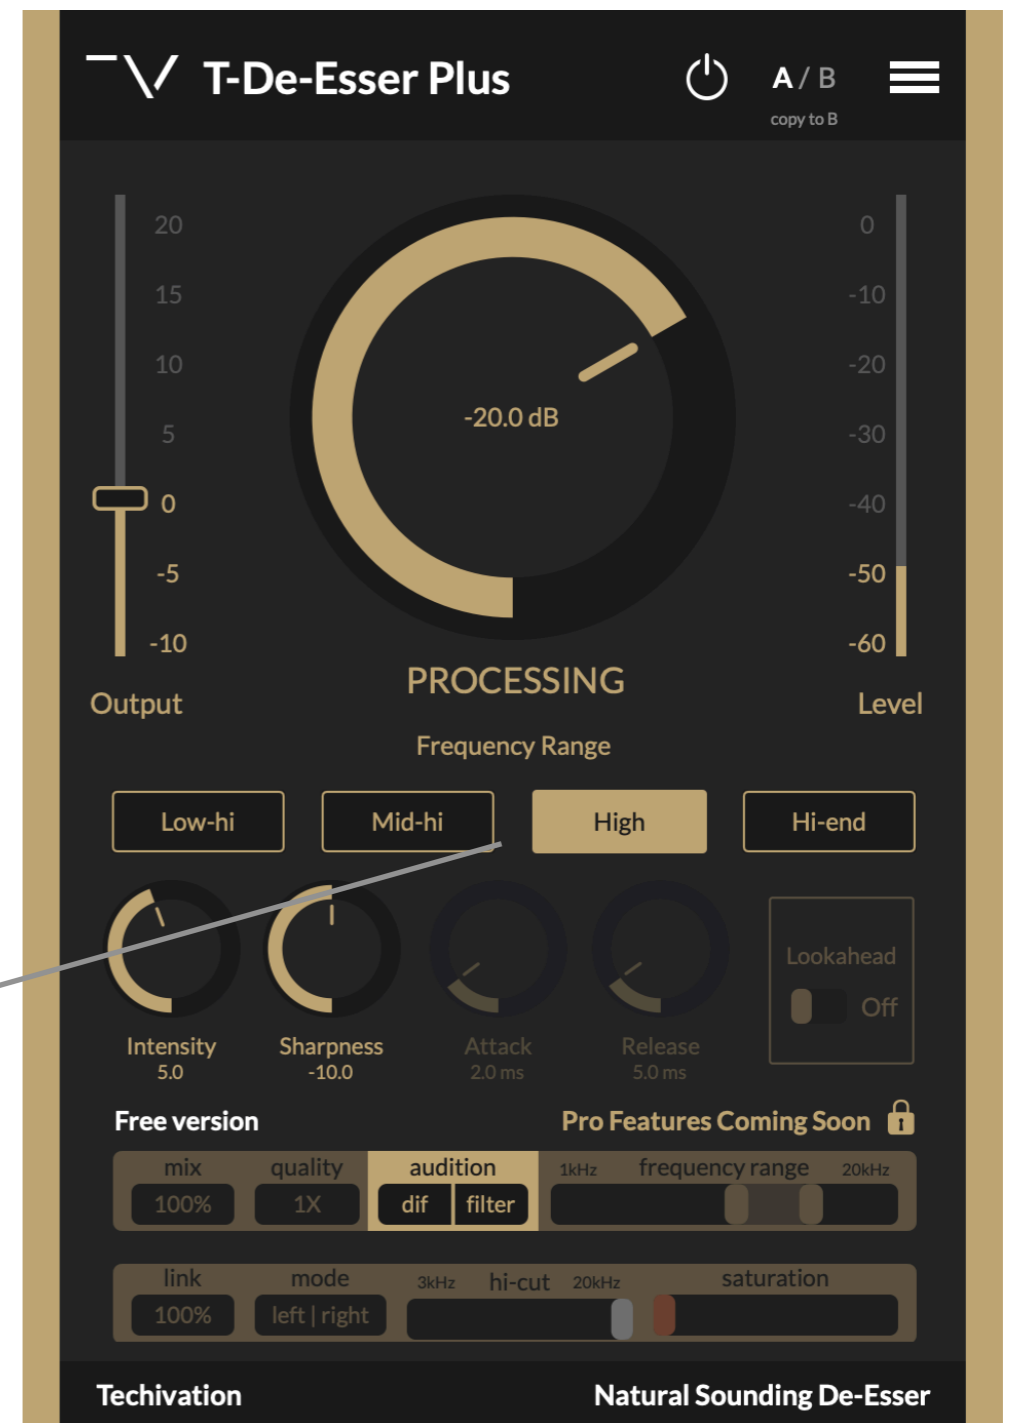 T-De-Esser Plus
A / B
copy to B
20
15
10
5
0
-5
-10
Output
-20.0 dB
PROCESSING
0
-10
-20
-30
-40
-50
-60
Level
Frequency Range
Low-hi Mid-hi High Hi-end
Intensity
5.0
Sharpness
-10.0
Attack
2.0 ms
Release
5.0 ms
Lookahead
Off
Free version Pro Features Coming Soon
mix quality audition 1kHz frequency range 20kHz
100% 1X dif filter
link mode 3kHz hi-cut 20kHz saturation
100% left | right
Techivation Natural Sounding De-Esser